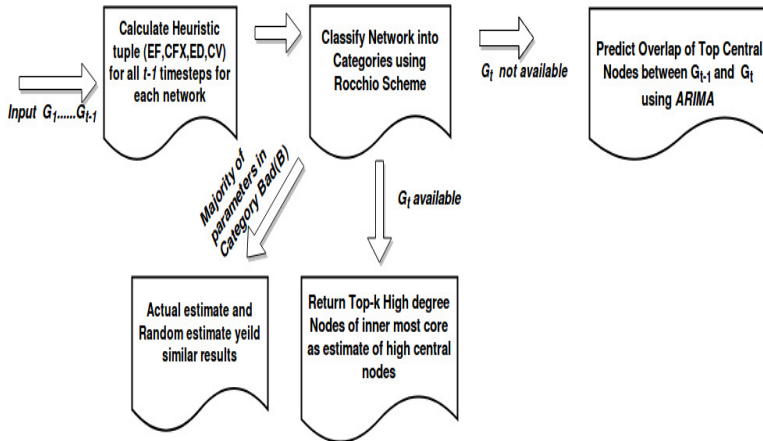 Input G1......Gt-1
Calculate Heuristic
tuple (EF,CFX,ED,CV)
for all t-1 timesteps for
each network
Classify Network into
Categories using
Rocchio Scheme
Gt not available
Predict Overlap of Top Central
Nodes between Gt-1 and Gt
using ARIMA
Majority of
parameters in
Category Bad(B)
Gt available
Actual estimate and
Random estimate yeild
similar results
Return Top-k High degree
Nodes of inner most core
as estimate of high central
nodes